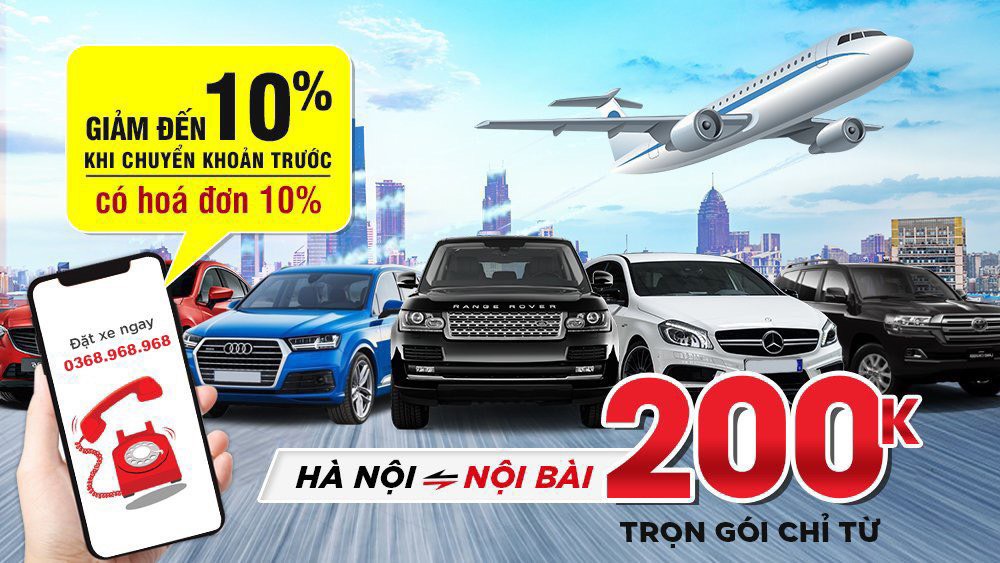 GIẢM ĐẾN 10%
KHI CHUYỂN KHOẢN TRƯỚC
có hoá đơn 10%
Đặt xe ngay
0368.968.968
RANGE ROVER
HÀ NỘI ⇌ NỘI BÀI
200K
TRỌN GÓI CHỈ TỪ